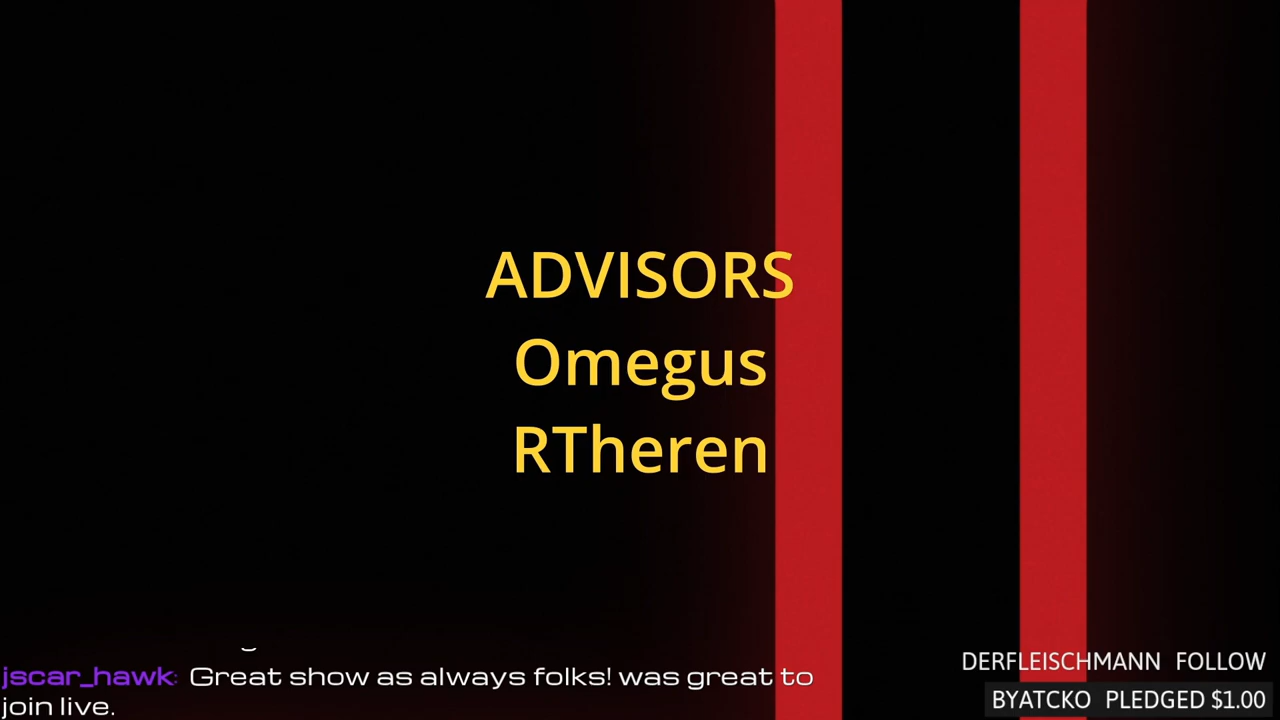 ADVISORS
Omegus
RTheren
jscar_hawk: Great show as always folks! was great to
join live.
DERFLEISCHMANN FOLLOW
BYATCKO PLEDGED $1.00